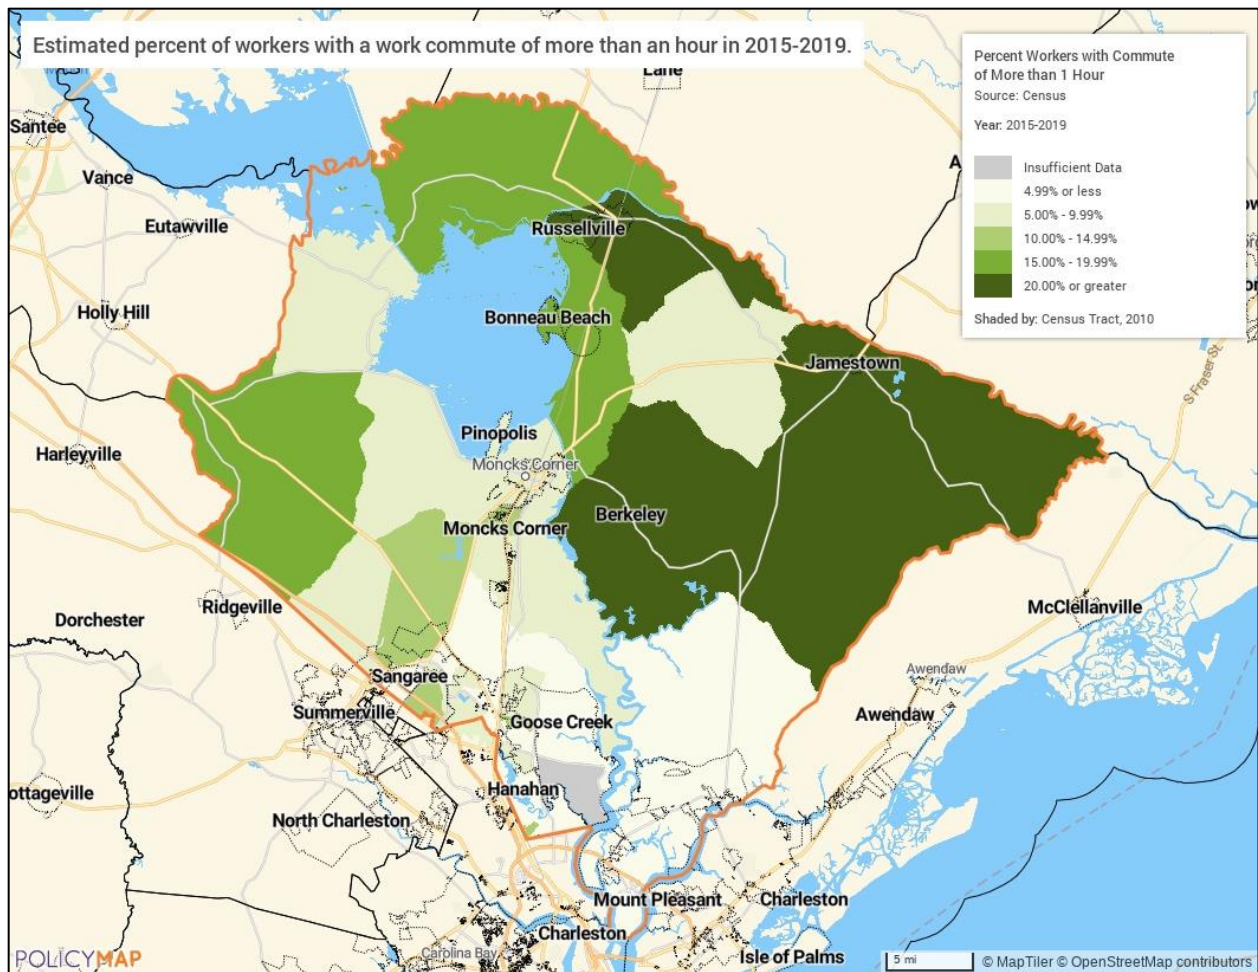 Estimated percent of workers with a work commute of more than an hour in 2015-2019.
Percent Workers with Commute
of More than 1 Hour
Source: Census
Year: 2015-2019
Insufficient Data
4.99% or less
5.00% - 9.99%
10.00% - 14.99%
15.00% - 19.99%
20.00% or greater
Shaded by: Census Tract, 2010
Lane
Santee
Vance
Eutawville
Russellville
Holly Hill
Bonneau Beach
Jamestown
S Fraser St.
Harleyville
Pinopolis
Moncks Corner
Moncks Corner
Berkeley
Ridgeville
Dorchester
McClellanville
Sangaree
Awendaw
Summerville
Goose Creek
Awendaw
ottageville
Hanahan
North Charleston
Mount Pleasant
Charleston
Charleston
Carolina Bay
Isle of Palms
POLICYMAP
5 mi
© MapTiler © OpenStreetMap contributors